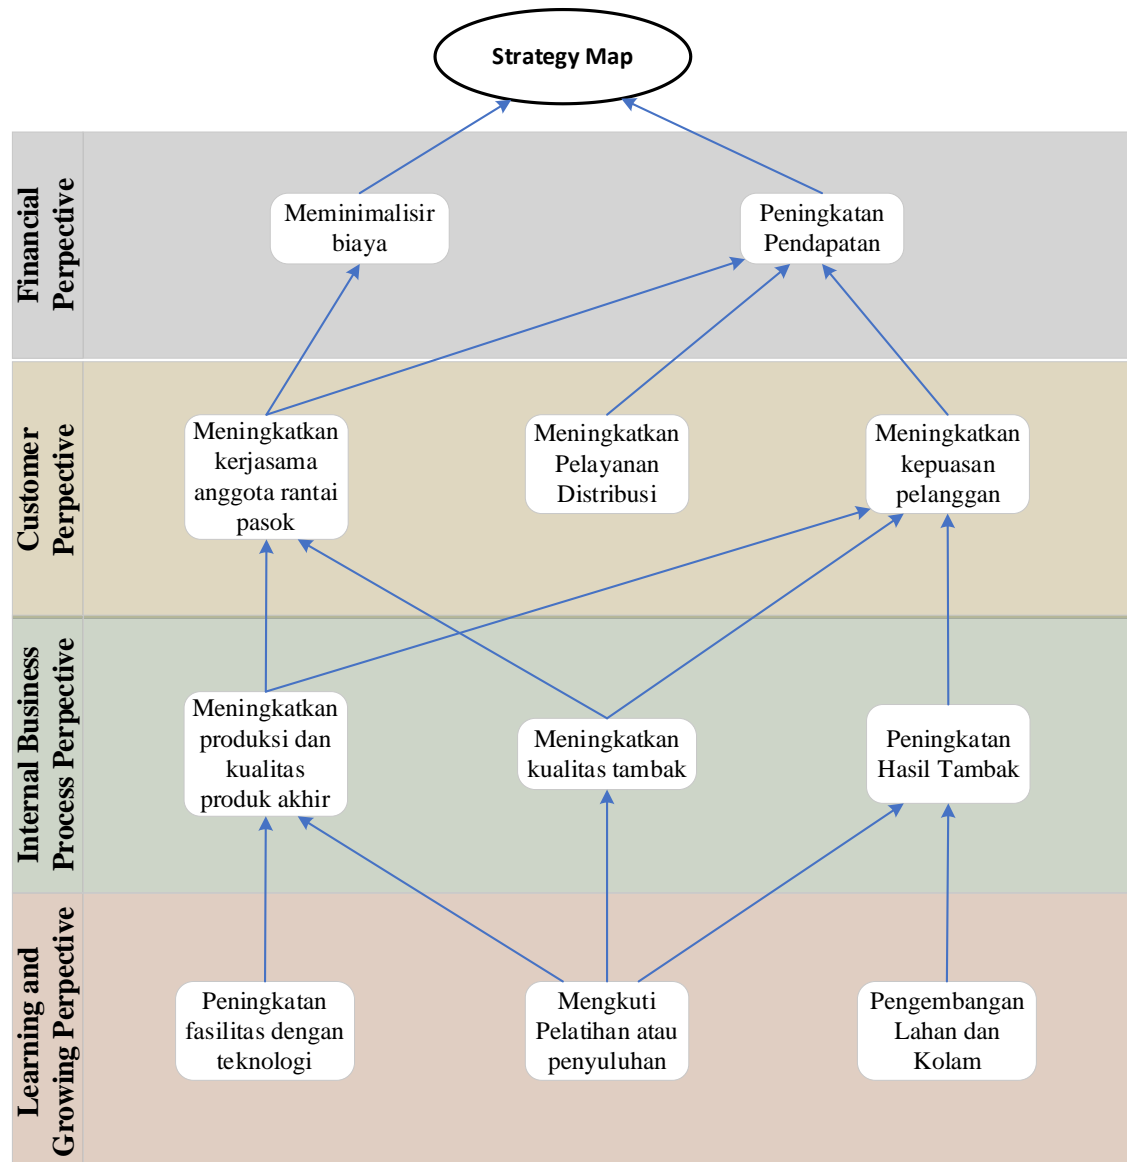 Strategy Map
Financial
Perpective
Meminimalisir
biaya
Peningkatan
Pendapatan
Customer
Perpective
Meningkatkan
kerjasama
anggota rantai
pasok
Meningkatkan
Pelayanan
Distribusi
Meningkatkan
kepuasan
pelanggan
Internal Business
Process Perpective
Meningkatkan
produksi dan
kualitas
produk akhir
Meningkatkan
kualitas tambak
Peningkatan
Hasil Tambak
Learning and
Growing Perpective
Peningkatan
fasilitas dengan
teknologi
Mengkuti
Pelatihan atau
penyuluhan
Pengembangan
Lahan dan
Kolam